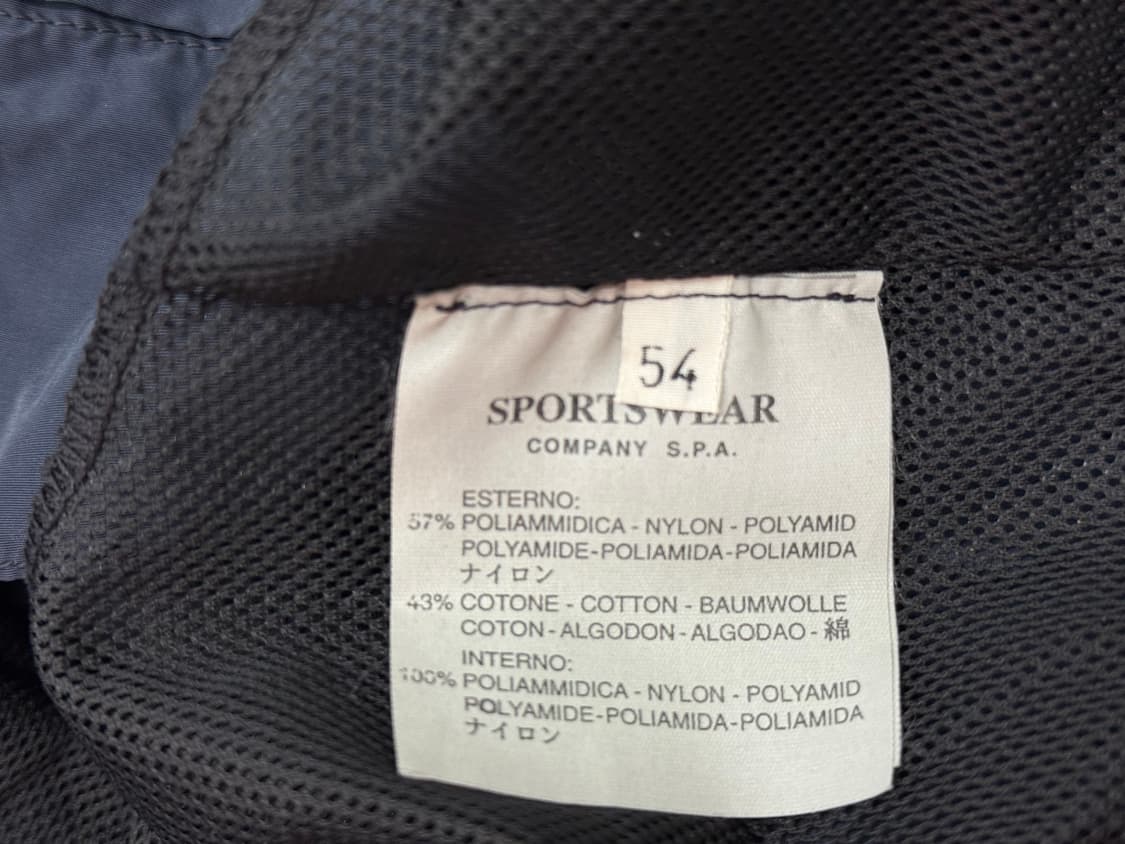 54
SPORTSWEAR
COMPANY S.P.A.
ESTERNO:
57% POLIAMMIDICA - NYLON - POLYAMID
POLYAMIDE-POLIAMIDA-POLIAMIDA
ナイロン
43% COTONE - COTTON - BAUMWOLLE
COTON - ALGODON - ALGODAO - 綿
INTERNO:
100% POLIAMMIDICA - NYLON - POLYAMID
POLYAMIDE-POLIAMIDA-POLIAMIDA
ナイロン